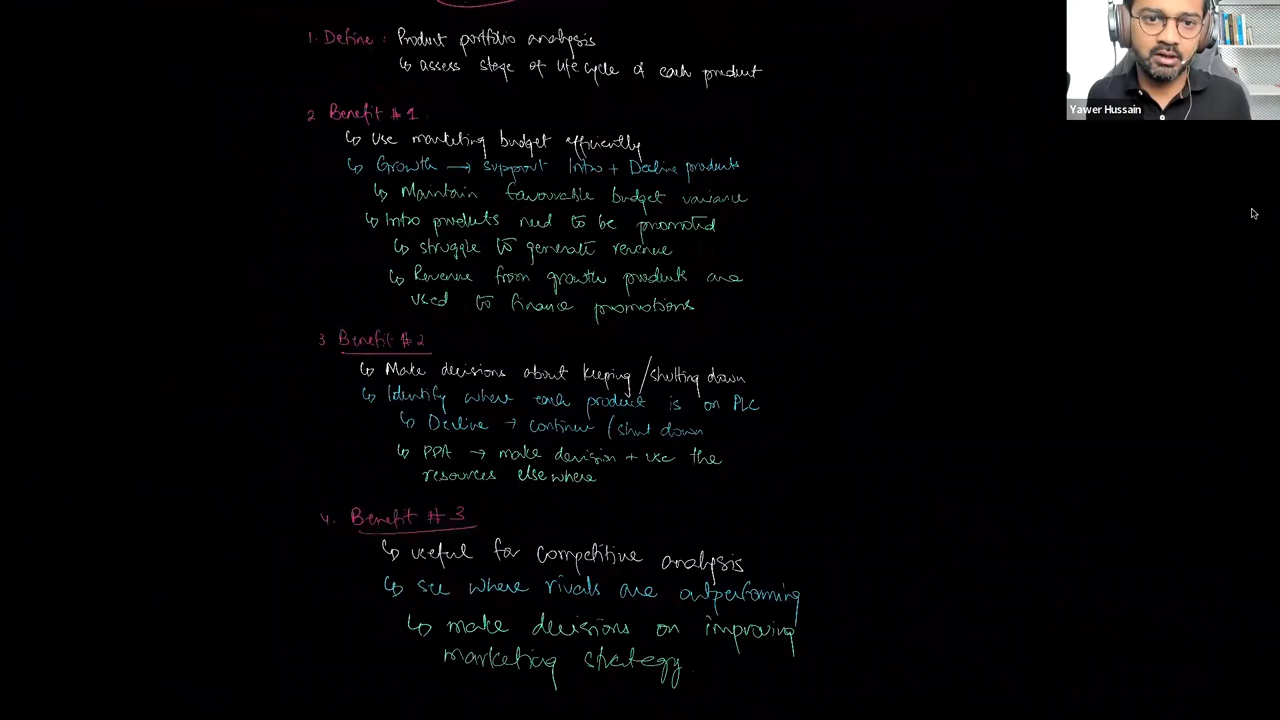 1. Define : Product portfolio analysis
↳ assess stage of life cycle of each product
Yawer Hussain
2 Benefit #1
↳ Use marketing budget efficiently
↳ Growth → support Intro + Decline products
↳ Maintain favourable budget variance
↳ Intro products need to be promoted
↳ struggle to generate revenue
↳ Revenue from growth products are
used to finance promotions
3 Benefit #2
↳ Make decisions about keeping/shutting down
↳ Identify where each product is on PLC
↳ Decline → continue / shut down
↳ PPA → make decision + use the
resources elsewhere
4. Benefit #3
↳ useful for competitive analysis
↳ see where rivals are outperforming
↳ make decisions on improving
marketing strategy.